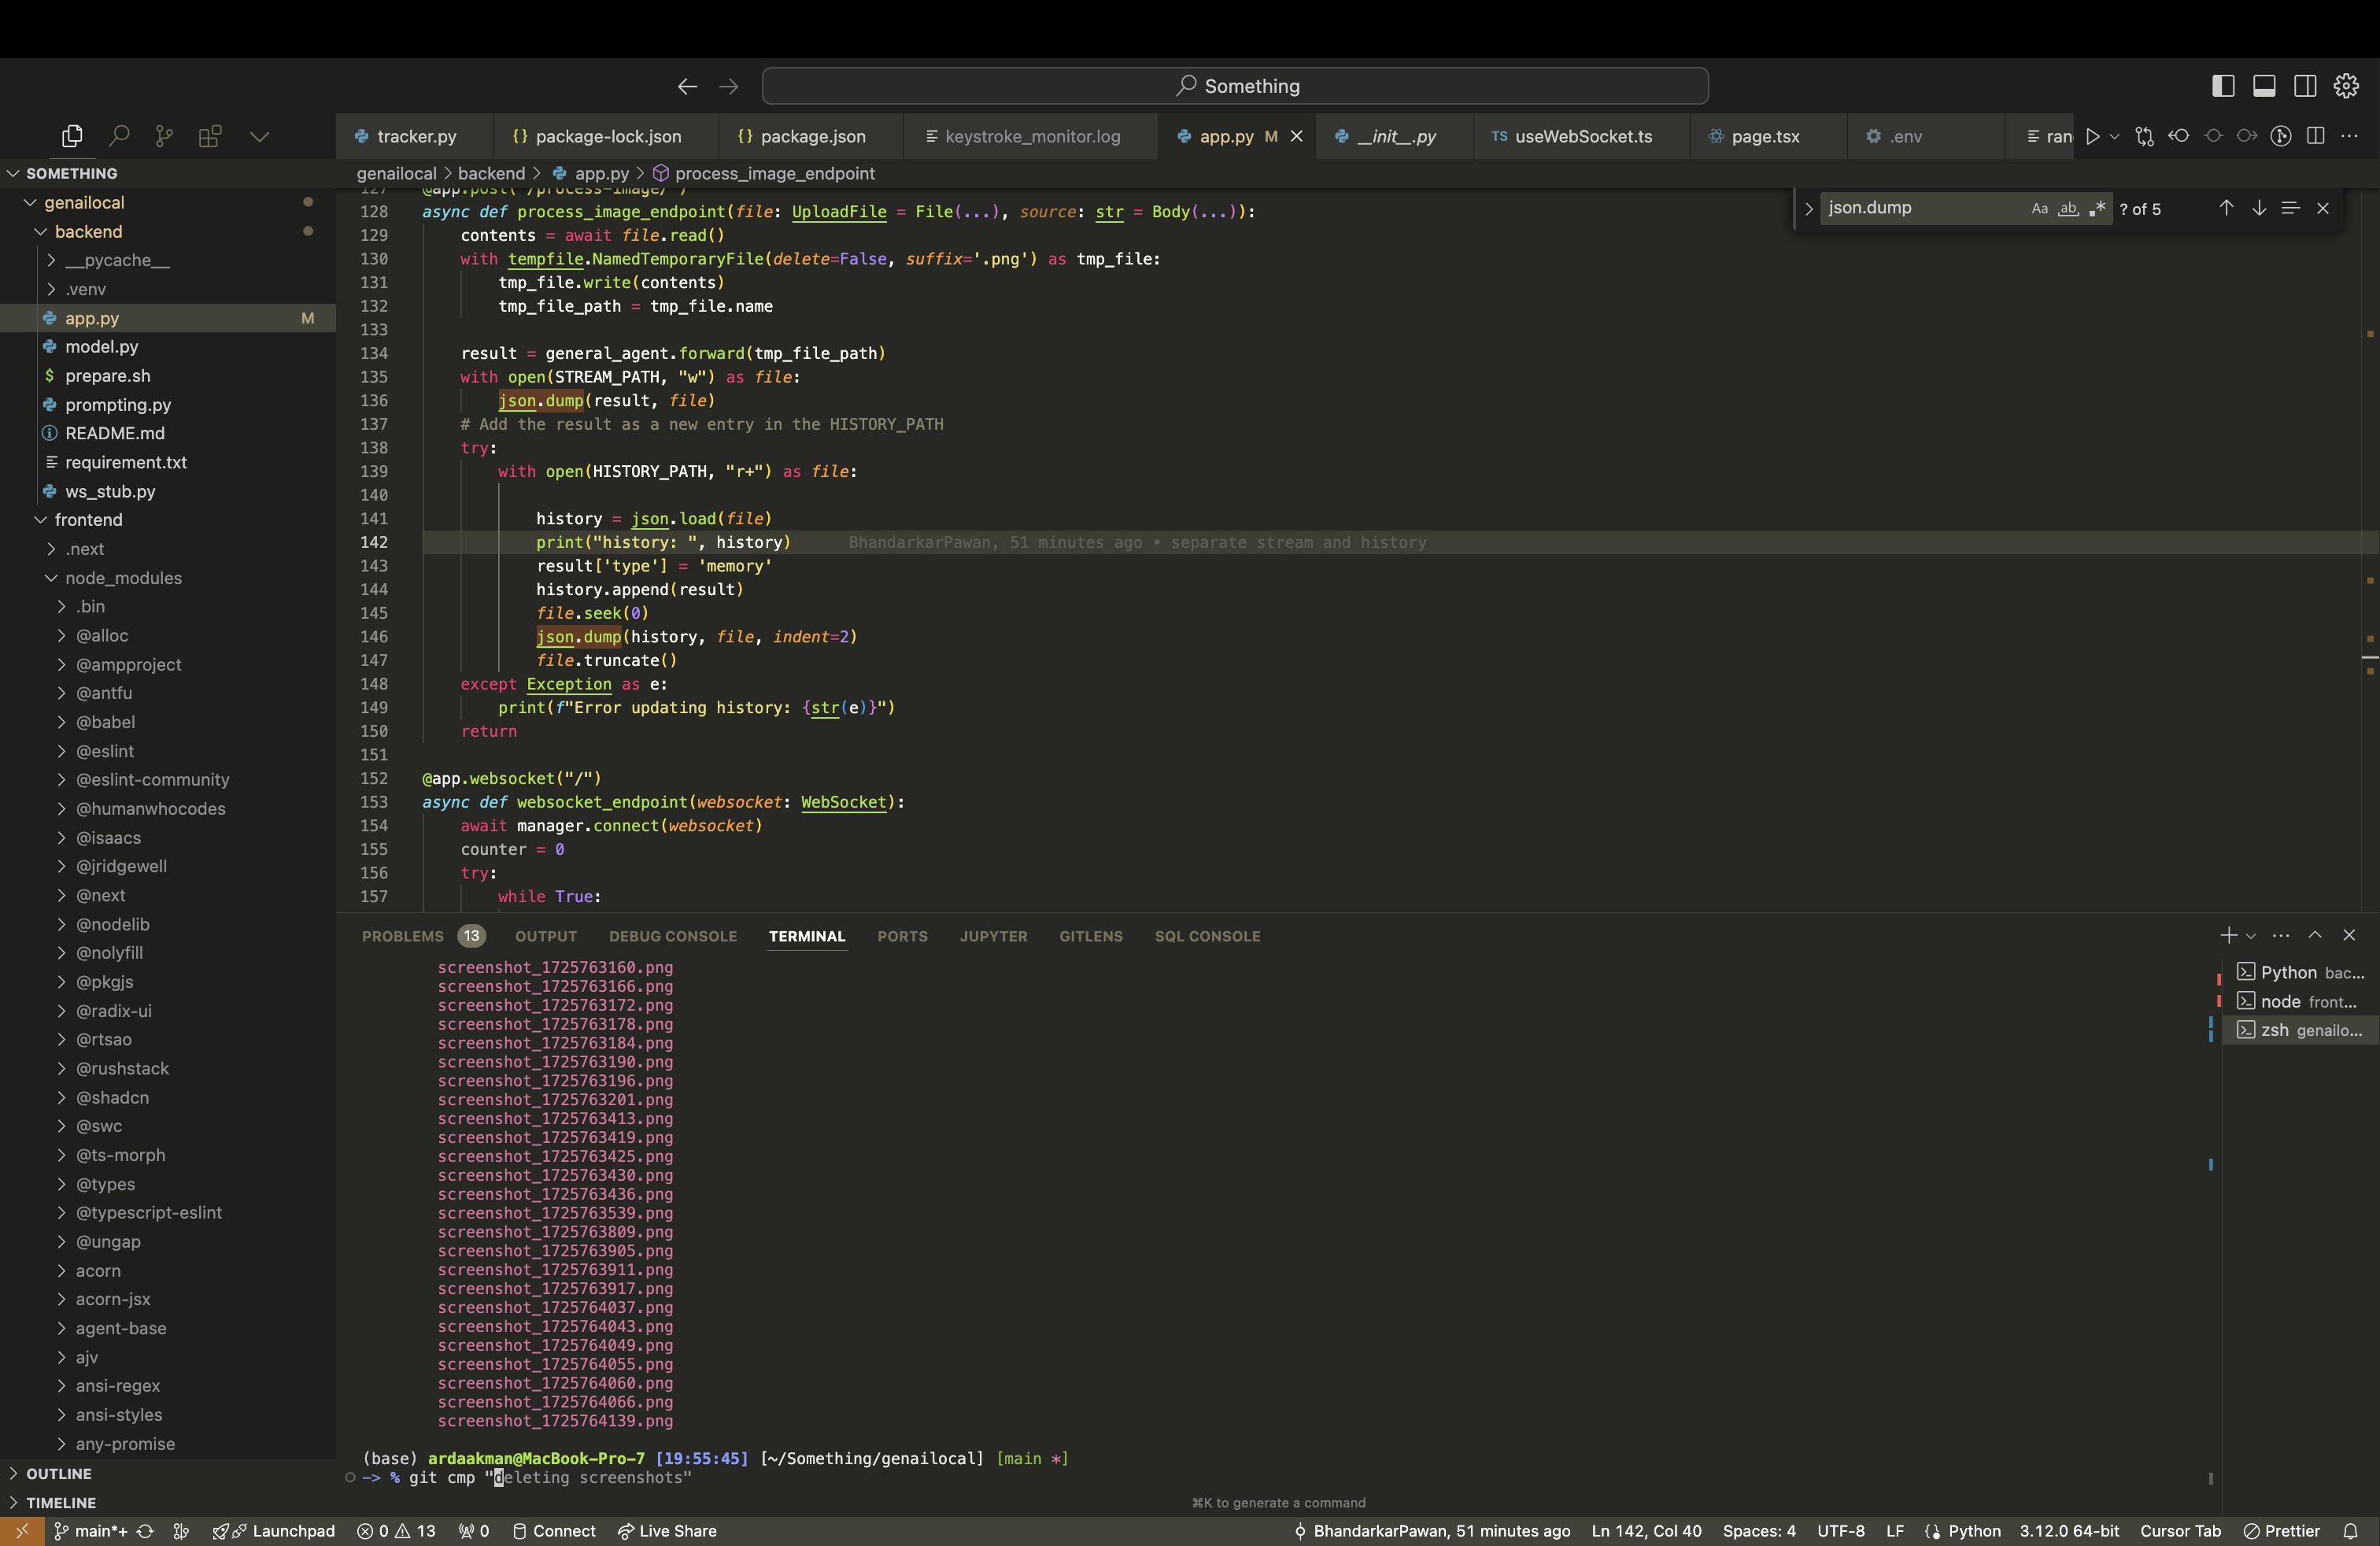 Something
tracker.py
{} package-lock.json
{} package.json
keystroke_monitor.log
app.py M
__init__.py
TS useWebSocket.ts
page.tsx
.env
ran
SOMETHING
genailocal
backend
__pycache__
.venv
app.py M
model.py
$ prepare.sh
prompting.py
README.md
requirement.txt
ws_stub.py
frontend
.next
node_modules
.bin
@alloc
@ampproject
@antfu
@babel
@eslint
@eslint-community
@humanwhocodes
@isaacs
@jridgewell
@next
@nodelib
@nolyfill
@pkgjs
@radix-ui
@rtsao
@rushstack
@shadcn
@swc
@ts-morph
@types
@typescript-eslint
@ungap
acorn
acorn-jsx
agent-base
ajv
ansi-regex
ansi-styles
any-promise
OUTLINE
TIMELINE
genailocal > backend > app.py > process_image_endpoint
json.dump Aa ab .* ? of 5
127 @app.post("/process-image/")
128 async def process_image_endpoint(file: UploadFile = File(...), source: str = Body(...)):
129 contents = await file.read()
130 with tempfile.NamedTemporaryFile(delete=False, suffix='.png') as tmp_file:
131 tmp_file.write(contents)
132 tmp_file_path = tmp_file.name
133
134 result = general_agent.forward(tmp_file_path)
135 with open(STREAM_PATH, "w") as file:
136 json.dump(result, file)
137 # Add the result as a new entry in the HISTORY_PATH
138 try:
139 with open(HISTORY_PATH, "r+") as file:
140
141 history = json.load(file)
142 print("history: ", history) BhandarkarPawan, 51 minutes ago • separate stream and history
143 result['type'] = 'memory'
144 history.append(result)
145 file.seek(0)
146 json.dump(history, file, indent=2)
147 file.truncate()
148 except Exception as e:
149 print(f"Error updating history: {str(e)}")
150 return
151
152 @app.websocket("/")
153 async def websocket_endpoint(websocket: WebSocket):
154 await manager.connect(websocket)
155 counter = 0
156 try:
157 while True:
PROBLEMS 13 OUTPUT DEBUG CONSOLE TERMINAL PORTS JUPYTER GITLENS SQL CONSOLE
screenshot_1725763160.png
screenshot_1725763166.png
screenshot_1725763172.png
screenshot_1725763178.png
screenshot_1725763184.png
screenshot_1725763190.png
screenshot_1725763196.png
screenshot_1725763201.png
screenshot_1725763413.png
screenshot_1725763419.png
screenshot_1725763425.png
screenshot_1725763430.png
screenshot_1725763436.png
screenshot_1725763539.png
screenshot_1725763809.png
screenshot_1725763905.png
screenshot_1725763911.png
screenshot_1725763917.png
screenshot_1725764037.png
screenshot_1725764043.png
screenshot_1725764049.png
screenshot_1725764055.png
screenshot_1725764060.png
screenshot_1725764066.png
screenshot_1725764139.png
(base) ardaakman@MacBook-Pro-7 [19:55:45] [~/Something/genailocal] [main *]
-> % git cmp "deleting screenshots"
⌘K to generate a command
Python bac...
node front...
zsh genailo...
main*+ Launchpad 0 13 0 Connect Live Share BhandarkarPawan, 51 minutes ago Ln 142, Col 40 Spaces: 4 UTF-8 LF Python 3.12.0 64-bit Cursor Tab Prettier